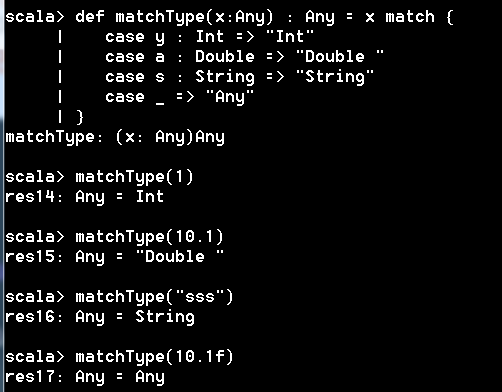 scala> def matchType(x:Any) : Any = x match {
     |     case y : Int => "Int"
     |     case a : Double => "Double "
     |     case s : String => "String"
     |     case _ => "Any"
     | }
matchType: (x: Any)Any
scala> matchType(1)
res14: Any = Int
scala> matchType(10.1)
res15: Any = "Double "
scala> matchType("sss")
res16: Any = String
scala> matchType(10.1f)
res17: Any = Any